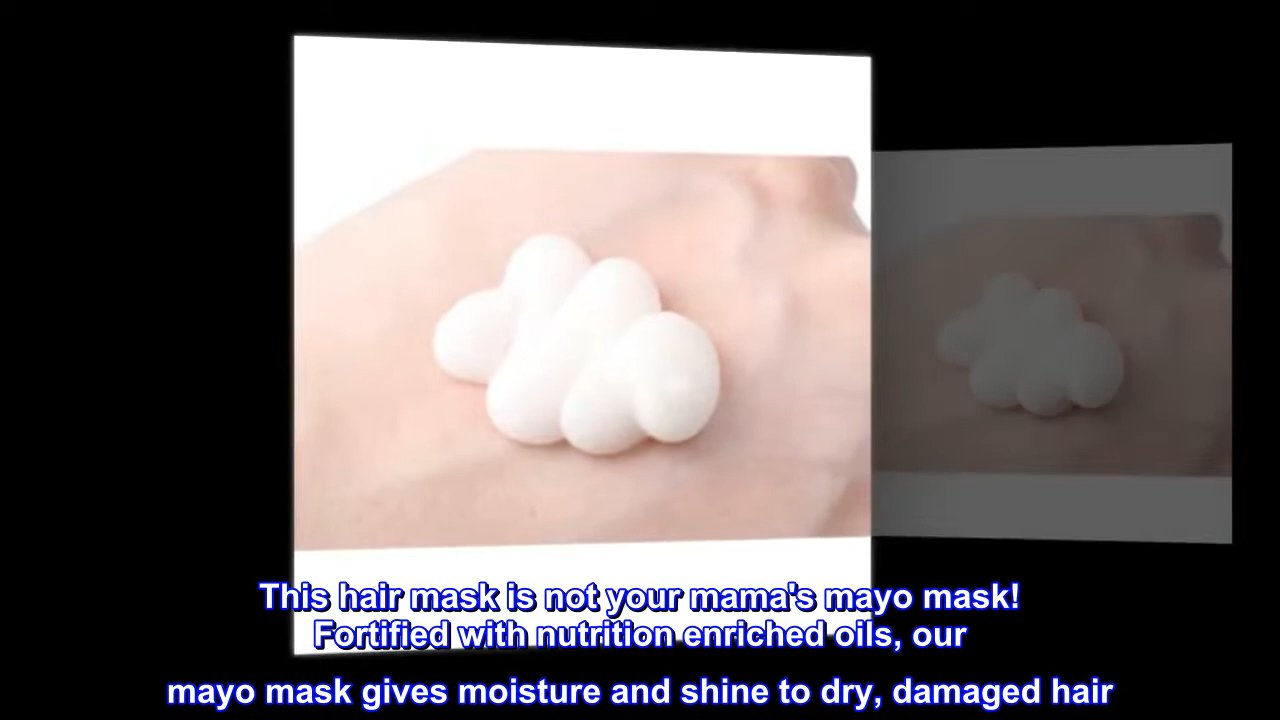 This hair mask is not your mama's mayo mask!
Fortified with nutrition enriched oils, our
mayo mask gives moisture and shine to dry, damaged hair